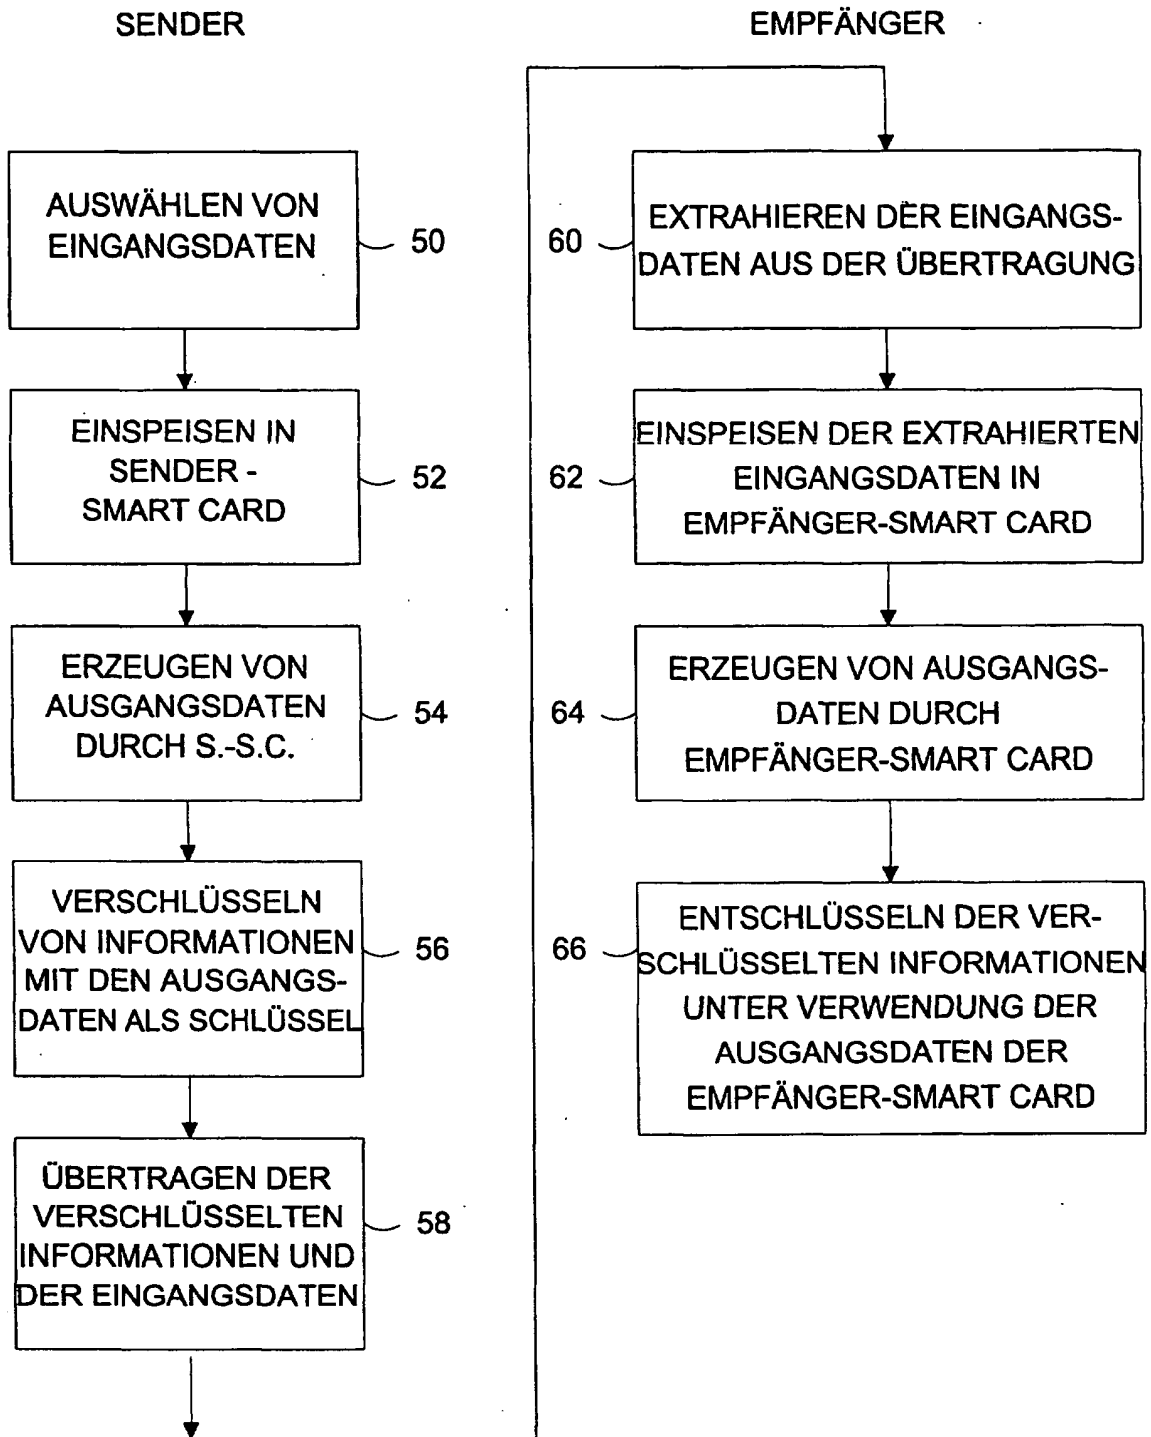 SENDER
AUSWÄHLEN VON
EINGANGSDATEN
50
EINSPEISEN IN
SENDER -
SMART CARD
52
ERZEUGEN VON
AUSGANGSDATEN
DURCH S.-S.C.
54
VERSCHLÜSSELN
VON INFORMATIONEN
MIT DEN AUSGANGS-
DATEN ALS SCHLÜSSEL
56
ÜBERTRAGEN DER
VERSCHLÜSSELTEN
INFORMATIONEN UND
DER EINGANGSDATEN
58
EMPFÄNGER
EXTRAHIEREN DER EINGANGS-
DATEN AUS DER ÜBERTRAGUNG
60
EINSPEISEN DER EXTRAHIERTEN
EINGANGSDATEN IN
EMPFÄNGER-SMART CARD
62
ERZEUGEN VON AUSGANGS-
DATEN DURCH
EMPFÄNGER-SMART CARD
64
ENTSCHLÜSSELN DER VER-
SCHLÜSSELTEN INFORMATIONEN
UNTER VERWENDUNG DER
AUSGANGSDATEN DER
EMPFÄNGER-SMART CARD
66